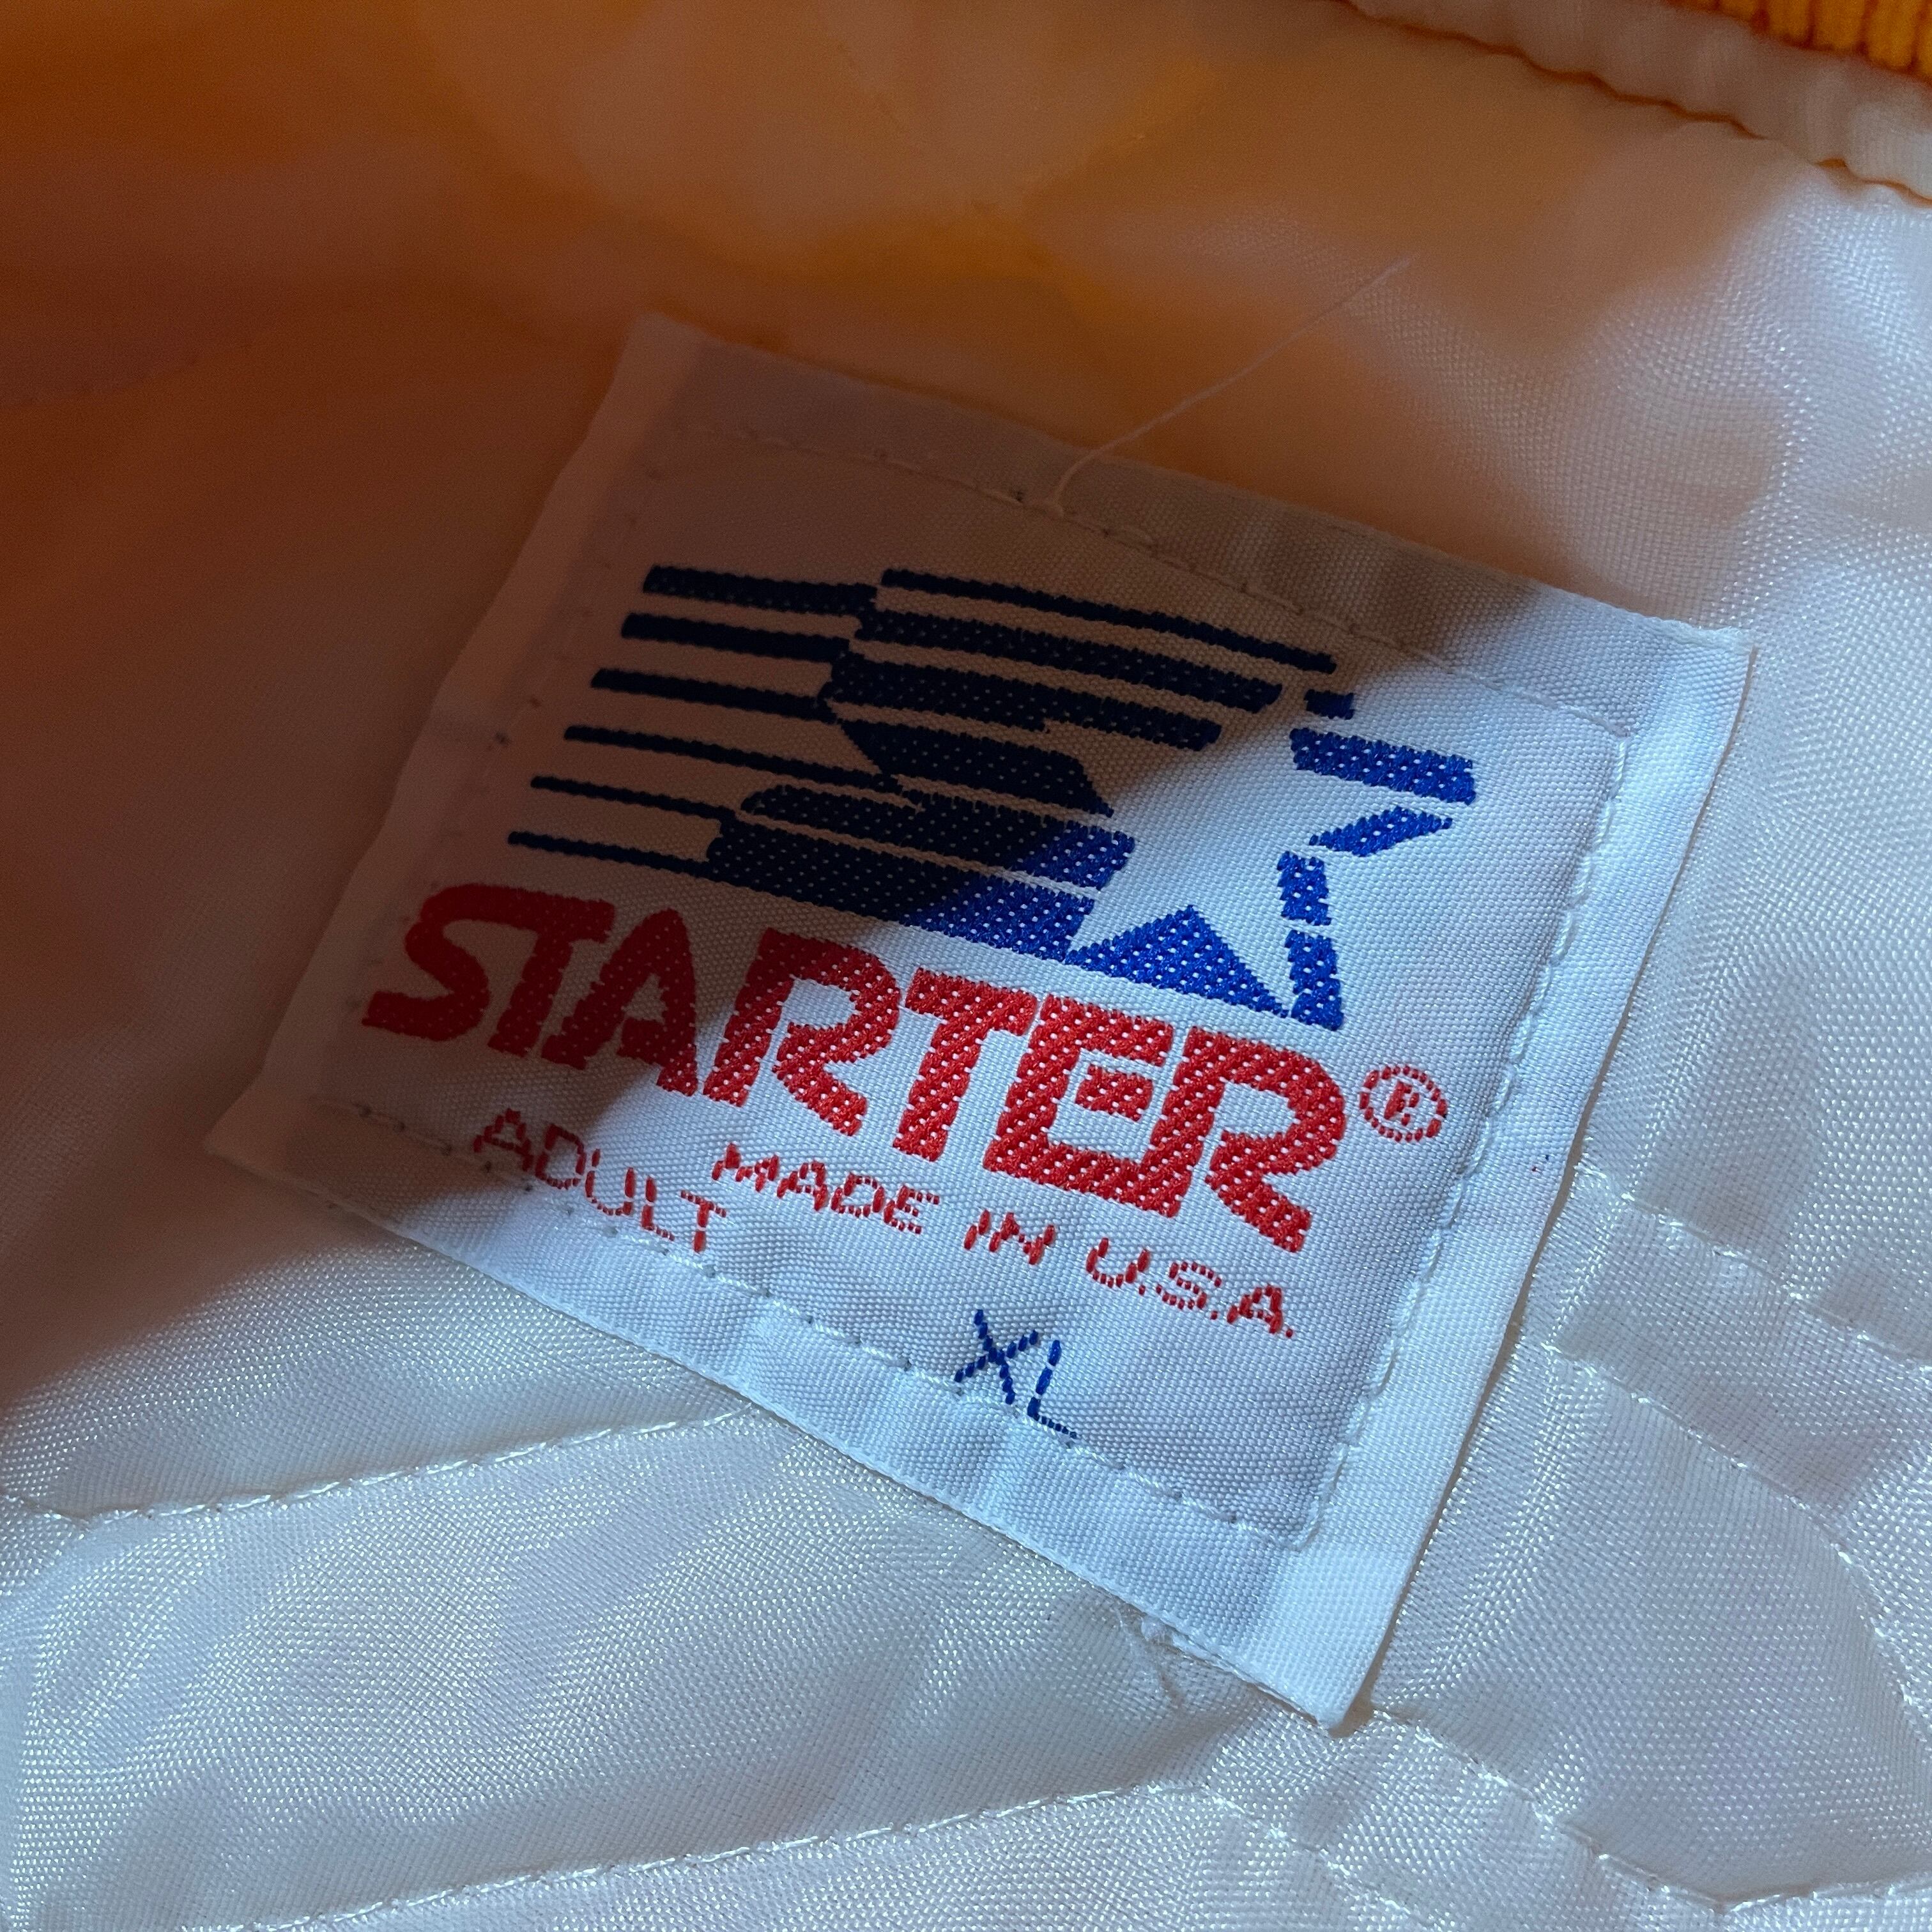 STARTER®
ADULT MADE IN U.S.A.
XL